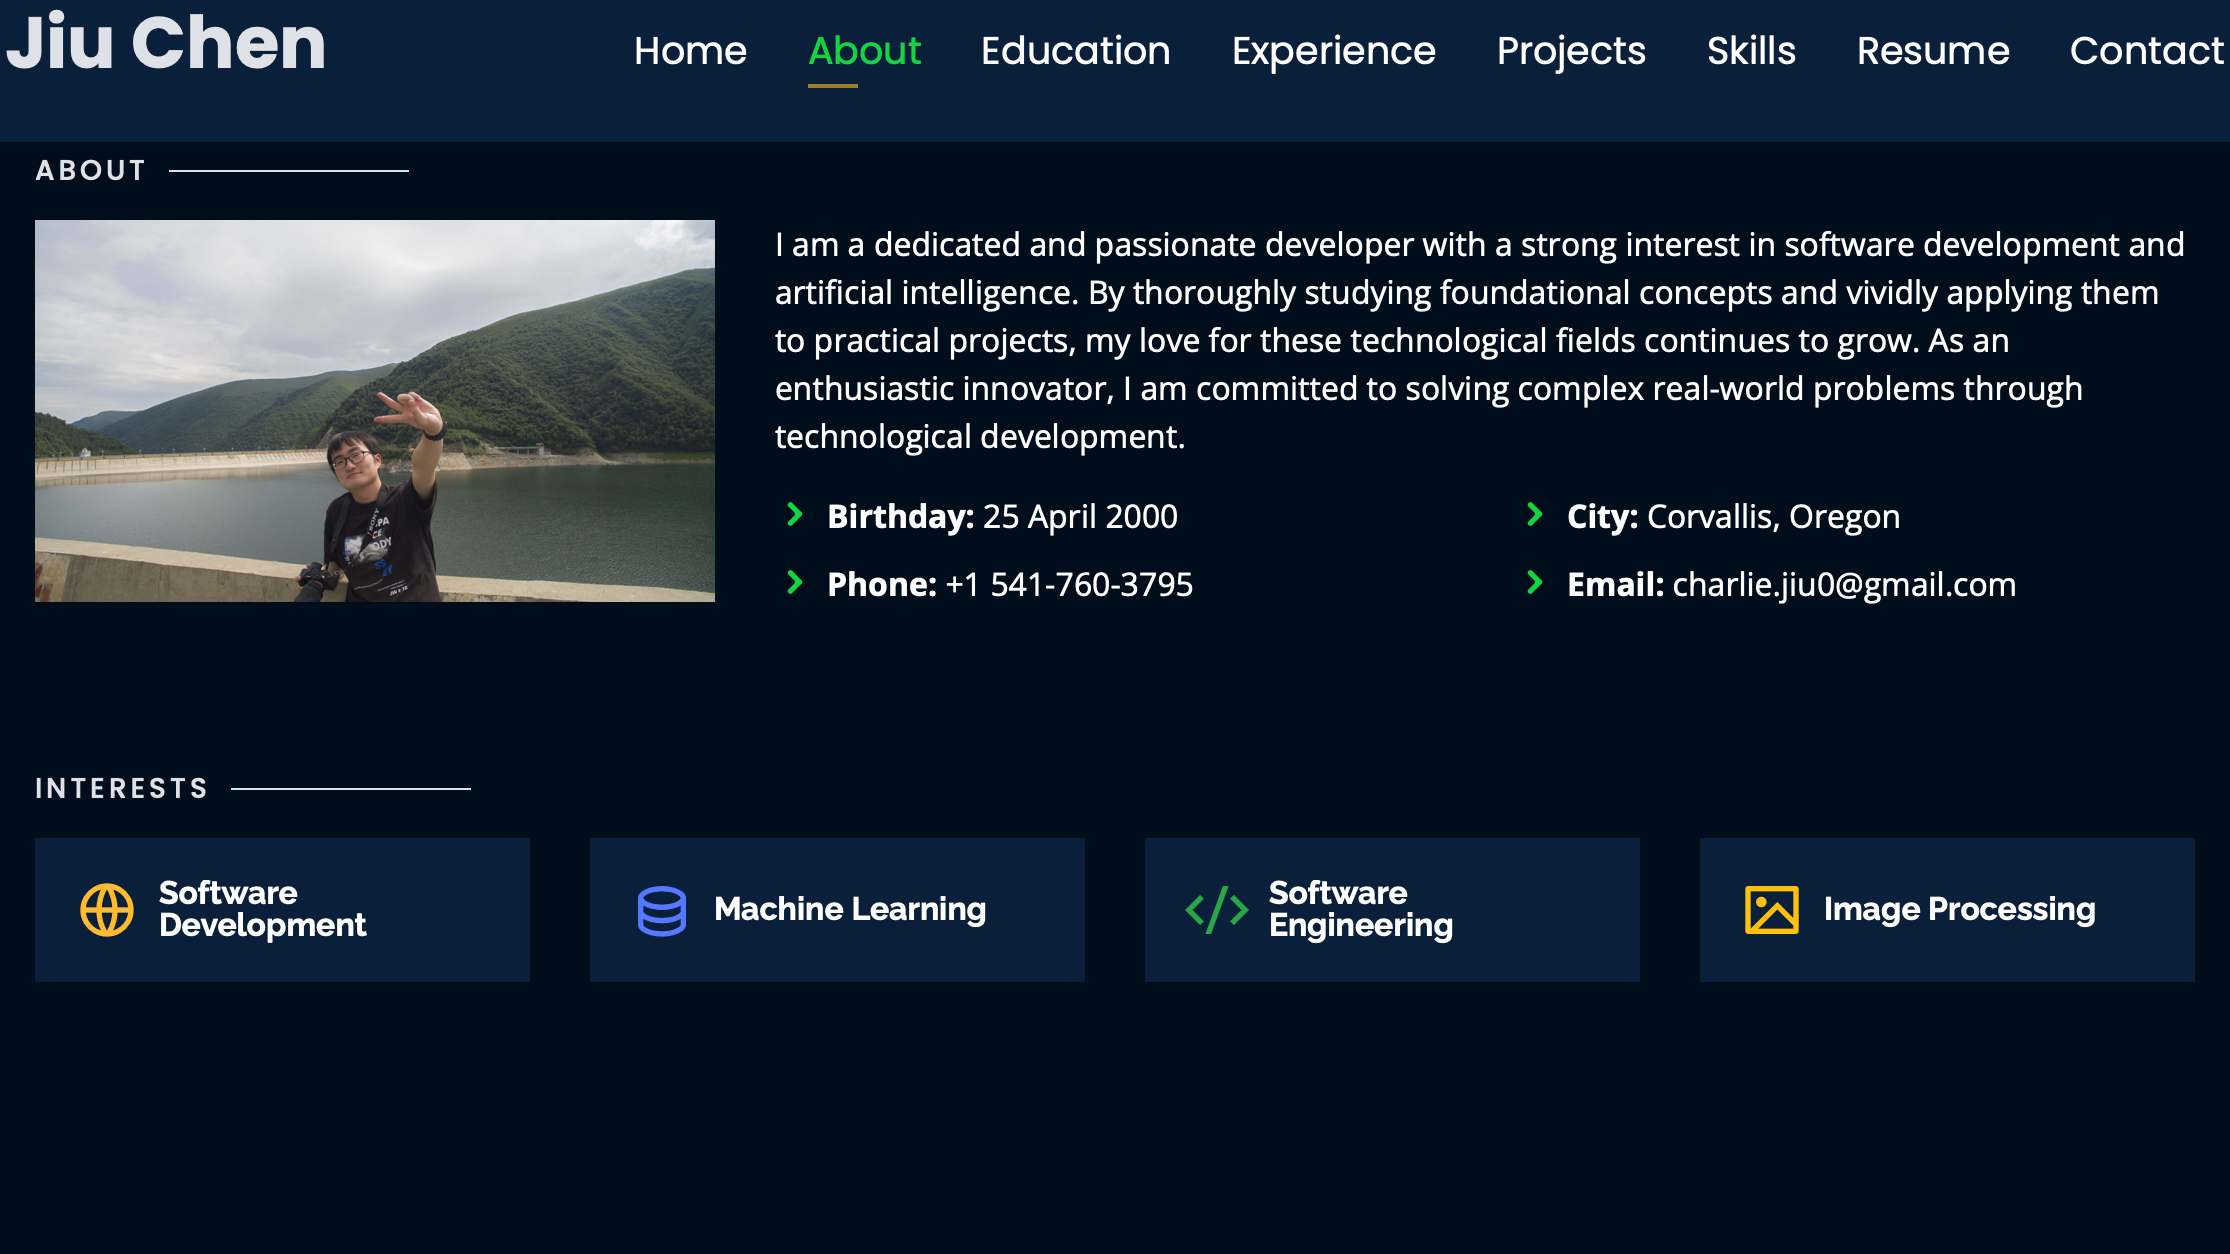 Jiu Chen
Home About Education Experience Projects Skills Resume Contact
ABOUT
I am a dedicated and passionate developer with a strong interest in software development and
artificial intelligence. By thoroughly studying foundational concepts and vividly applying them
to practical projects, my love for these technological fields continues to grow. As an
enthusiastic innovator, I am committed to solving complex real-world problems through
technological development.
Birthday: 25 April 2000
City: Corvallis, Oregon
Phone: +1 541-760-3795
Email: charlie.jiu0@gmail.com
INTERESTS
Software
Development
Machine Learning
Software
Engineering
Image Processing